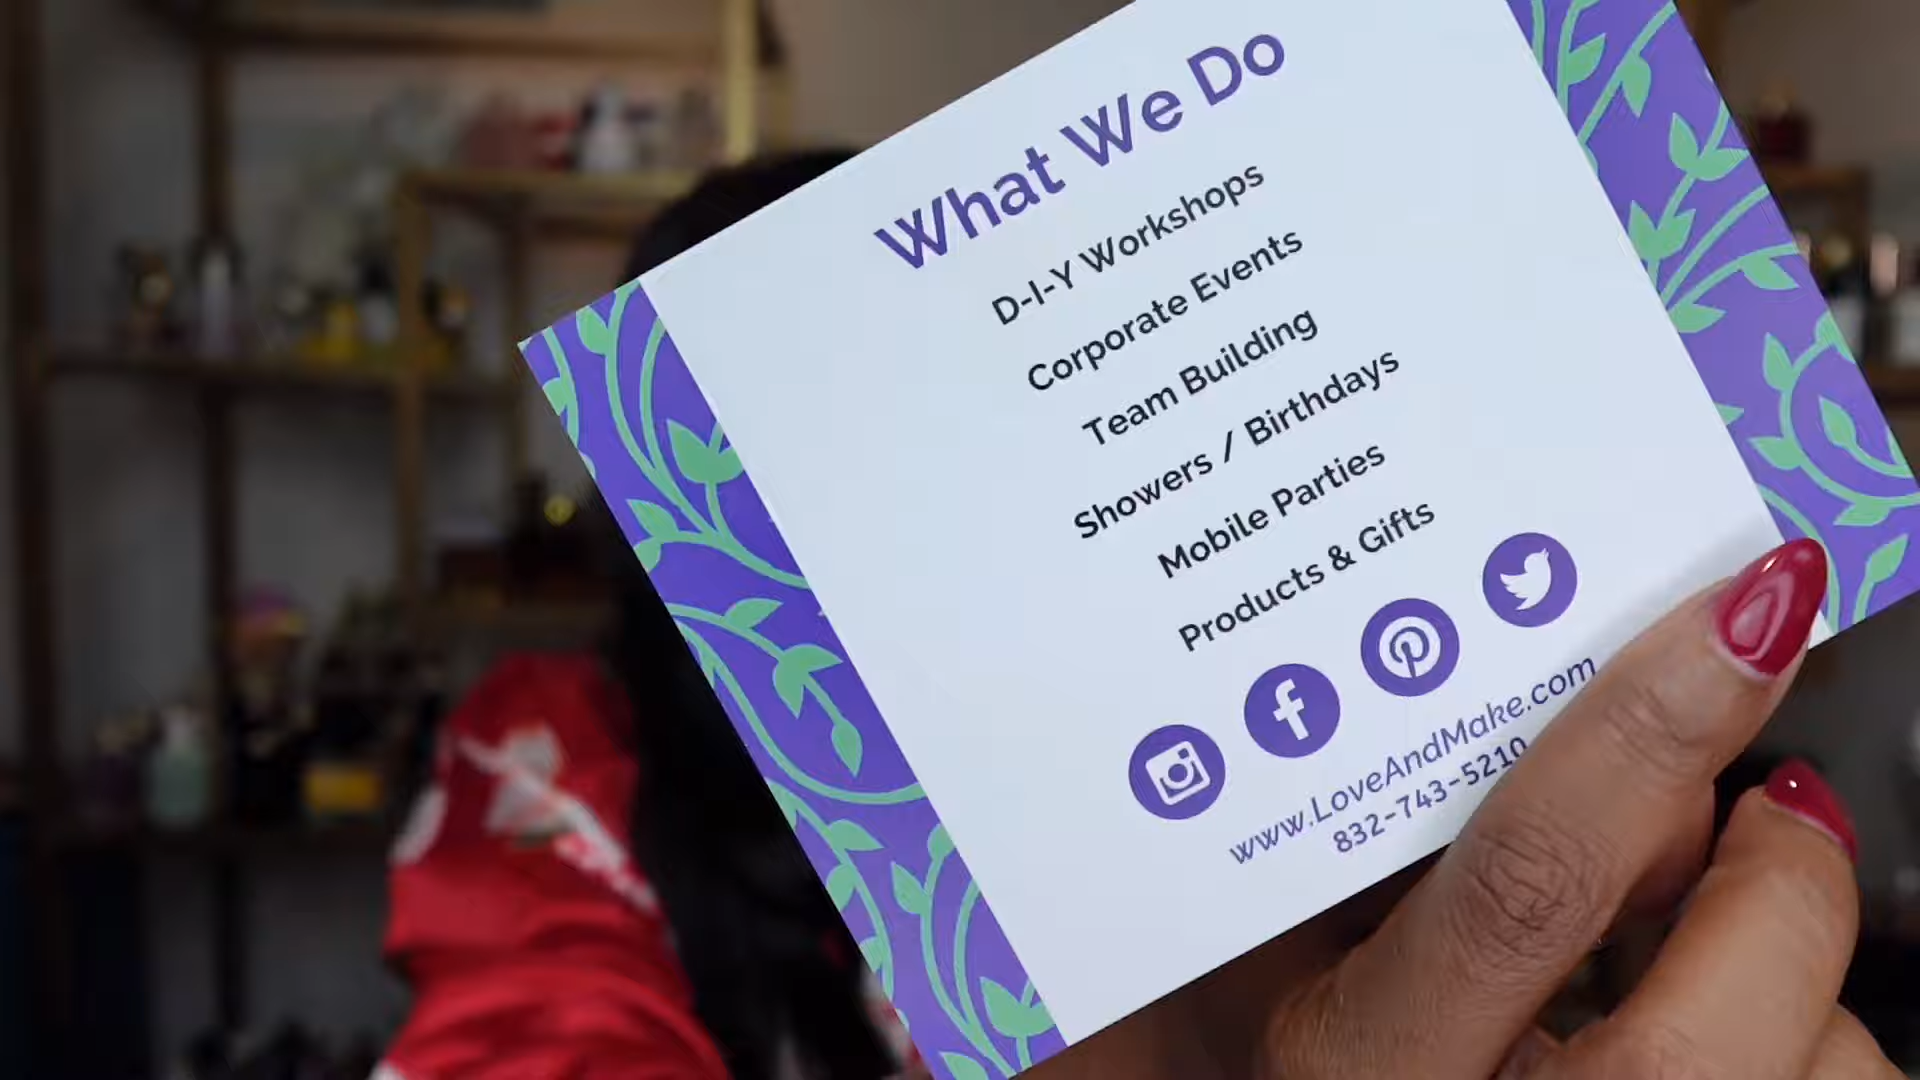 What We Do
D-I-Y Workshops
Corporate Events
Team Building
Showers / Birthdays
Mobile Parties
Products & Gifts
www.LoveAndMake.com
832-743-5210